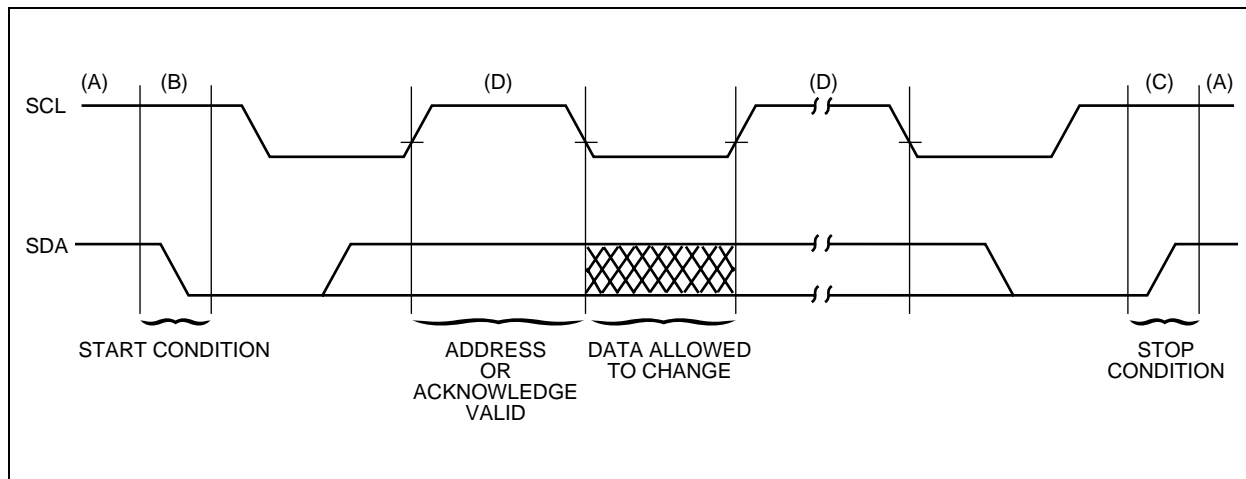 (A) (B) (D) (D) (C) (A)
SCL
SDA
START CONDITION
ADDRESS
OR
ACKNOWLEDGE
VALID
DATA ALLOWED
TO CHANGE
STOP
CONDITION